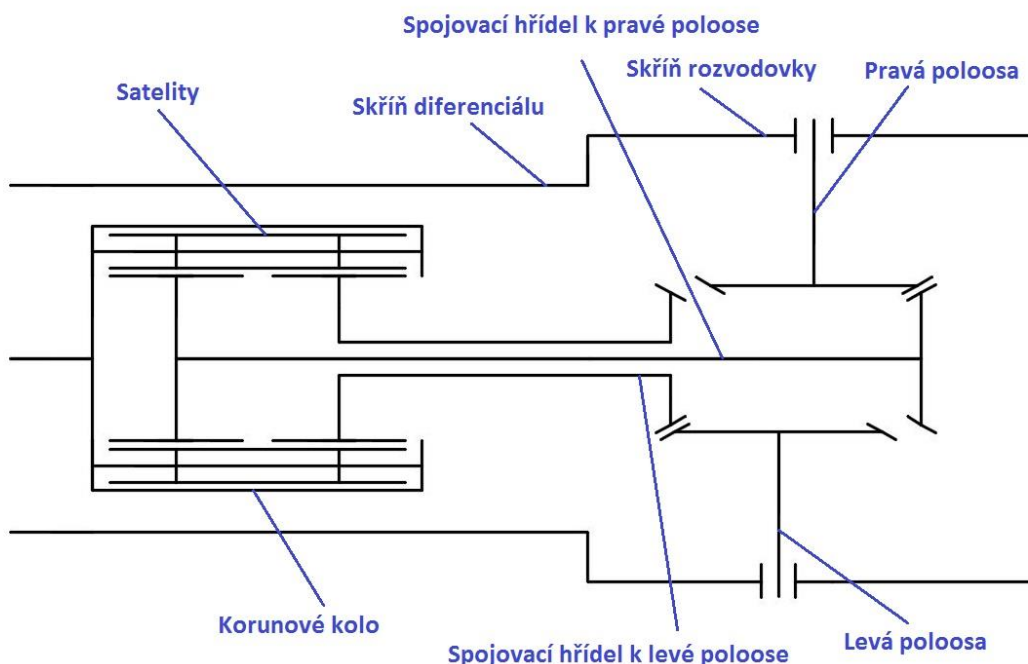 Spojovací hřídel k pravé poloose
Skříň rozvodovky
Pravá poloosa
Satelity
Skříň diferenciálu
Korunové kolo
Spojovací hřídel k levé poloose
Levá poloosa